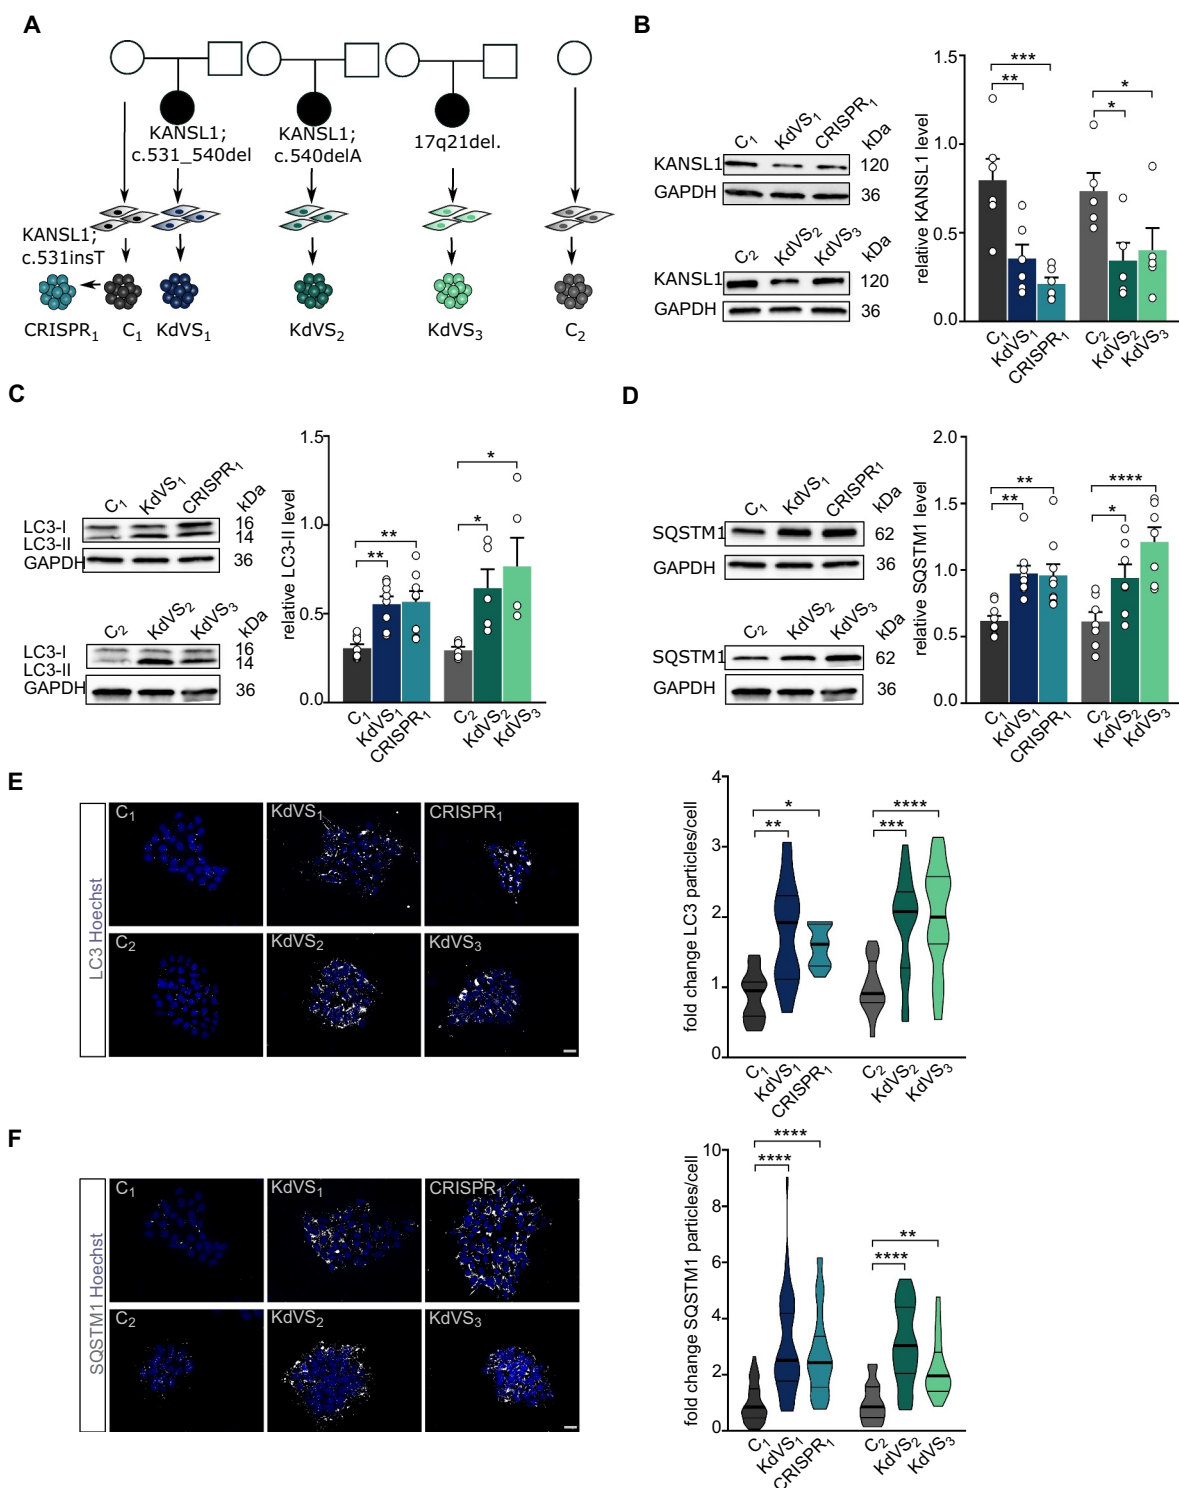 A
KANSL1;
c.531_540del
KANSL1;
c.540delA
17q21del.
KANSL1;
c.531insT
CRISPR1
C1
KdVS1
KdVS2
KdVS3
C2
B
C1
KdVS1
CRISPR1
kDa
KANSL1
120
GAPDH
36
C2
KdVS2
KdVS3
kDa
KANSL1
120
GAPDH
36
relative KANSL1 level
1.5
1.0
0.5
0.0
***
**
*
*
C1
KdVS1
CRISPR1
C2
KdVS2
KdVS3
C
C1
KdVS1
CRISPR1
kDa
LC3-I
16
LC3-II
14
GAPDH
36
C2
KdVS2
KdVS3
kDa
LC3-I
16
LC3-II
14
GAPDH
36
relative LC3-II level
1.5
1.0
0.5
0.0
**
**
*
*
C1
KdVS1
CRISPR1
C2
KdVS2
KdVS3
D
C1
KdVS1
CRISPR1
kDa
SQSTM1
62
GAPDH
36
C2
KdVS2
KdVS3
kDa
SQSTM1
62
GAPDH
36
relative SQSTM1 level
2.0
1.5
1.0
0.5
0.0
**
**
****
*
C1
KdVS1
CRISPR1
C2
KdVS2
KdVS3
E
LC3 Hoechst
C1
KdVS1
CRISPR1
C2
KdVS2
KdVS3
fold change LC3 particles/cell
4
3
2
1
0
*
**
****
***
C1
KdVS1
CRISPR1
C2
KdVS2
KdVS3
F
SQSTM1 Hoechst
C1
KdVS1
CRISPR1
C2
KdVS2
KdVS3
fold change SQSTM1 particles/cell
10
8
6
4
2
0
****
****
**
****
C1
KdVS1
CRISPR1
C2
KdVS2
KdVS3